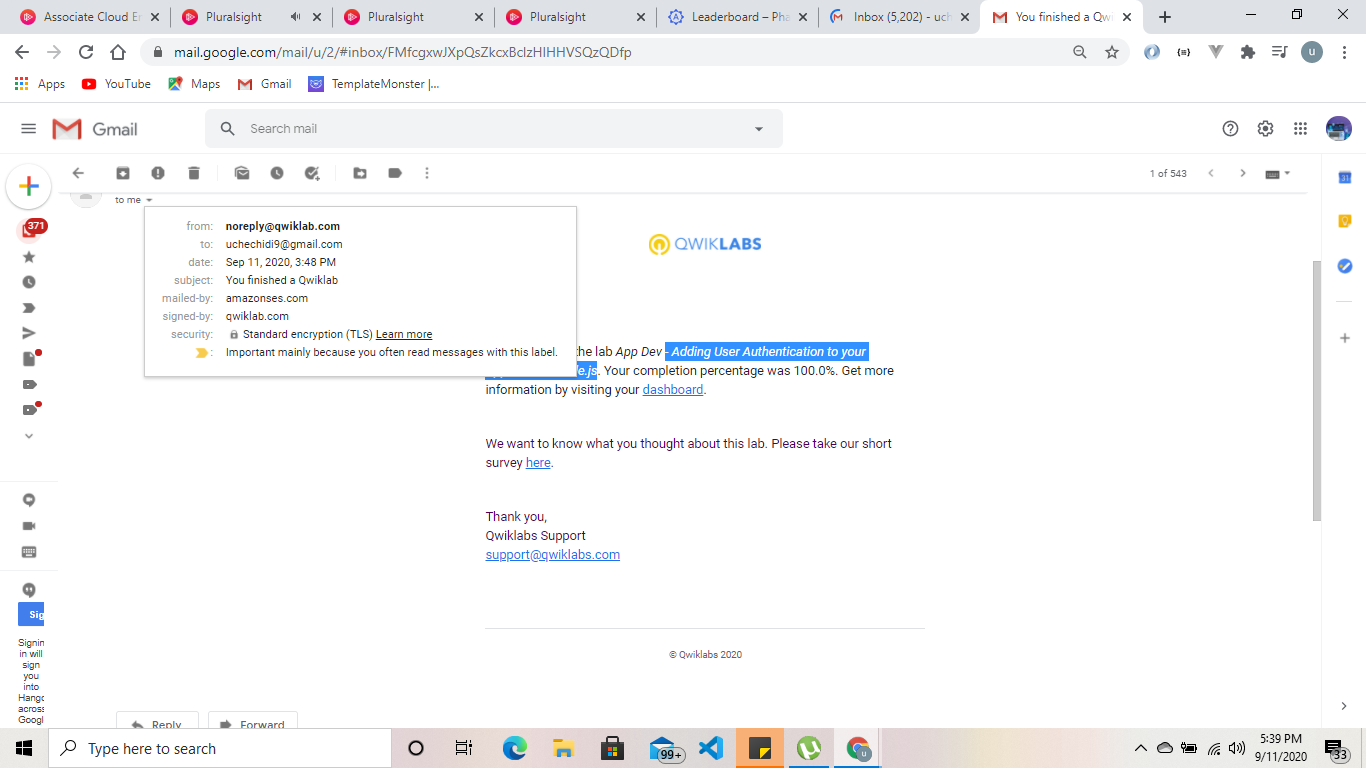 Associate Cloud En
Pluralsight
Pluralsight
Pluralsight
Leaderboard – Pha
Inbox (5,202) - uch
You finished a Qwi
mail.google.com/mail/u/2/#inbox/FMfcgxwJXpQsZkcxBclzHlHHVSQzQDfp
u
Apps
YouTube
Maps
Gmail
TemplateMonster |...
Gmail
Search mail
1 of 543
31
371
to me
from: noreply@qwiklab.com
to: uchechidi9@gmail.com
date: Sep 11, 2020, 3:48 PM
subject: You finished a Qwiklab
mailed-by: amazonses.com
signed-by: qwiklab.com
security: Standard encryption (TLS) Learn more
: Important mainly because you often read messages with this label.
QWIKLABS
he lab App Dev - Adding User Authentication to your
e.js. Your completion percentage was 100.0%. Get more
information by visiting your dashboard.
We want to know what you thought about this lab. Please take our short
survey here.
Thank you,
Qwiklabs Support
support@qwiklabs.com
© Qwiklabs 2020
Sig
Signin
in will
sign
you
into
Hango
across
Google
Reply
Forward
Type here to search
99+
u
5:39 PM
9/11/2020
33